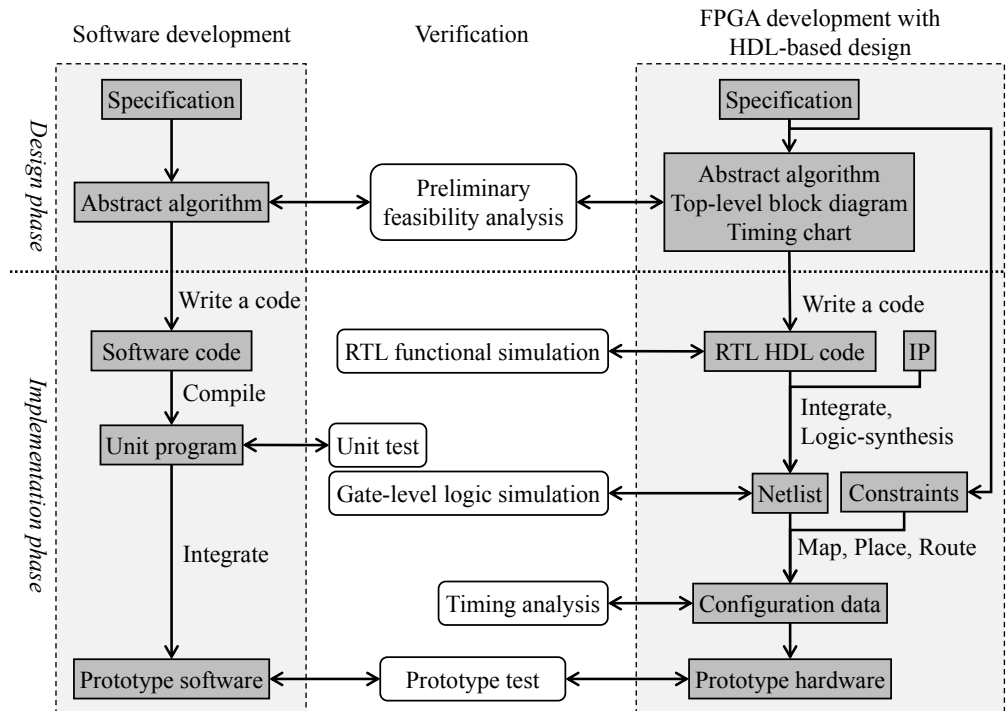 Software development
Verification
FPGA development with
HDL-based design
Design phase
Specification
Specification
Abstract algorithm
Preliminary
feasibility analysis
Abstract algorithm
Top-level block diagram
Timing chart
Implementation phase
Write a code
Write a code
Software code
RTL functional simulation
RTL HDL code
IP
Compile
Integrate,
Logic-synthesis
Unit program
Unit test
Gate-level logic simulation
Netlist
Constraints
Integrate
Map, Place, Route
Timing analysis
Configuration data
Prototype software
Prototype test
Prototype hardware